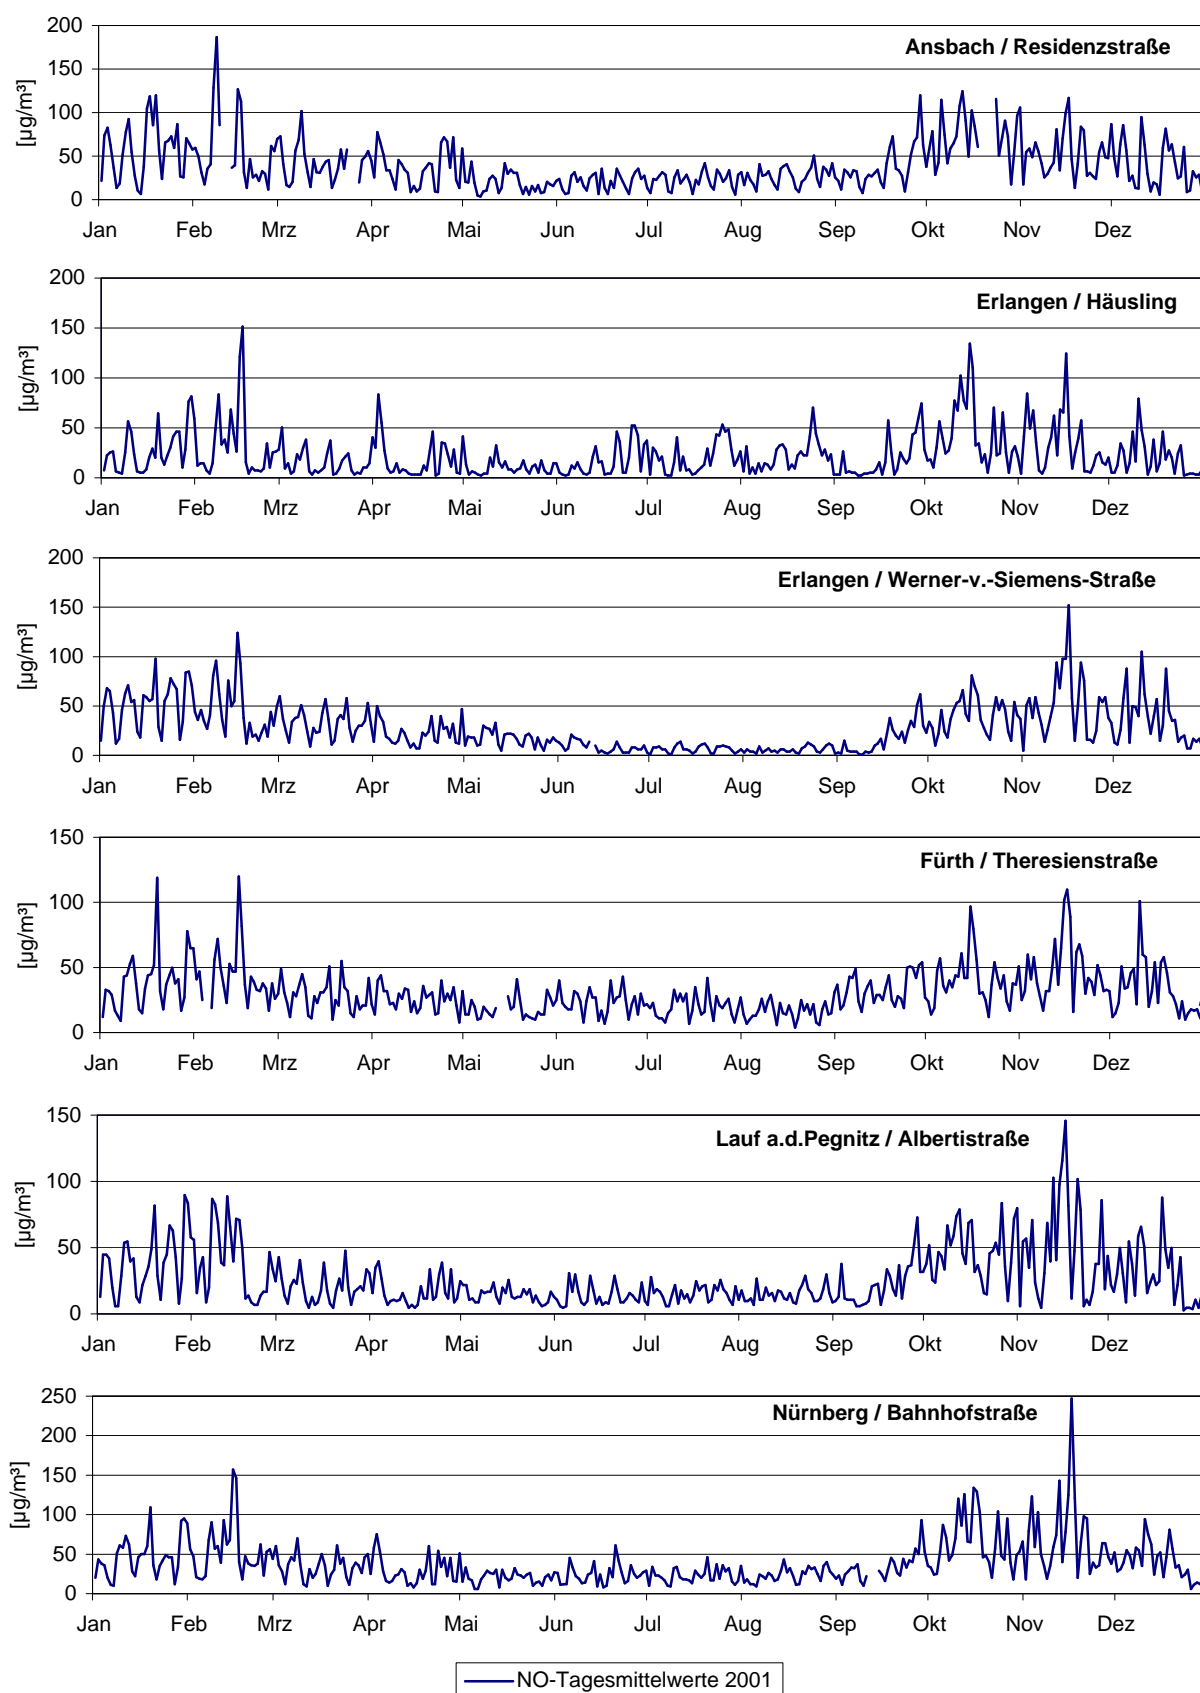 Ansbach / Residenzstraße
[µg/m³]
200
150
100
50
0
Jan Feb Mrz Apr Mai Jun Jul Aug Sep Okt Nov Dez
Erlangen / Häusling
[µg/m³]
200
150
100
50
0
Jan Feb Mrz Apr Mai Jun Jul Aug Sep Okt Nov Dez
Erlangen / Werner-v.-Siemens-Straße
[µg/m³]
200
150
100
50
0
Jan Feb Mrz Apr Mai Jun Jul Aug Sep Okt Nov Dez
Fürth / Theresienstraße
[µg/m³]
150
100
50
0
Jan Feb Mrz Apr Mai Jun Jul Aug Sep Okt Nov Dez
Lauf a.d.Pegnitz / Albertistraße
[µg/m³]
150
100
50
0
Jan Feb Mrz Apr Mai Jun Jul Aug Sep Okt Nov Dez
Nürnberg / Bahnhofstraße
[µg/m³]
250
200
150
100
50
0
Jan Feb Mrz Apr Mai Jun Jul Aug Sep Okt Nov Dez
NO-Tagesmittelwerte 2001